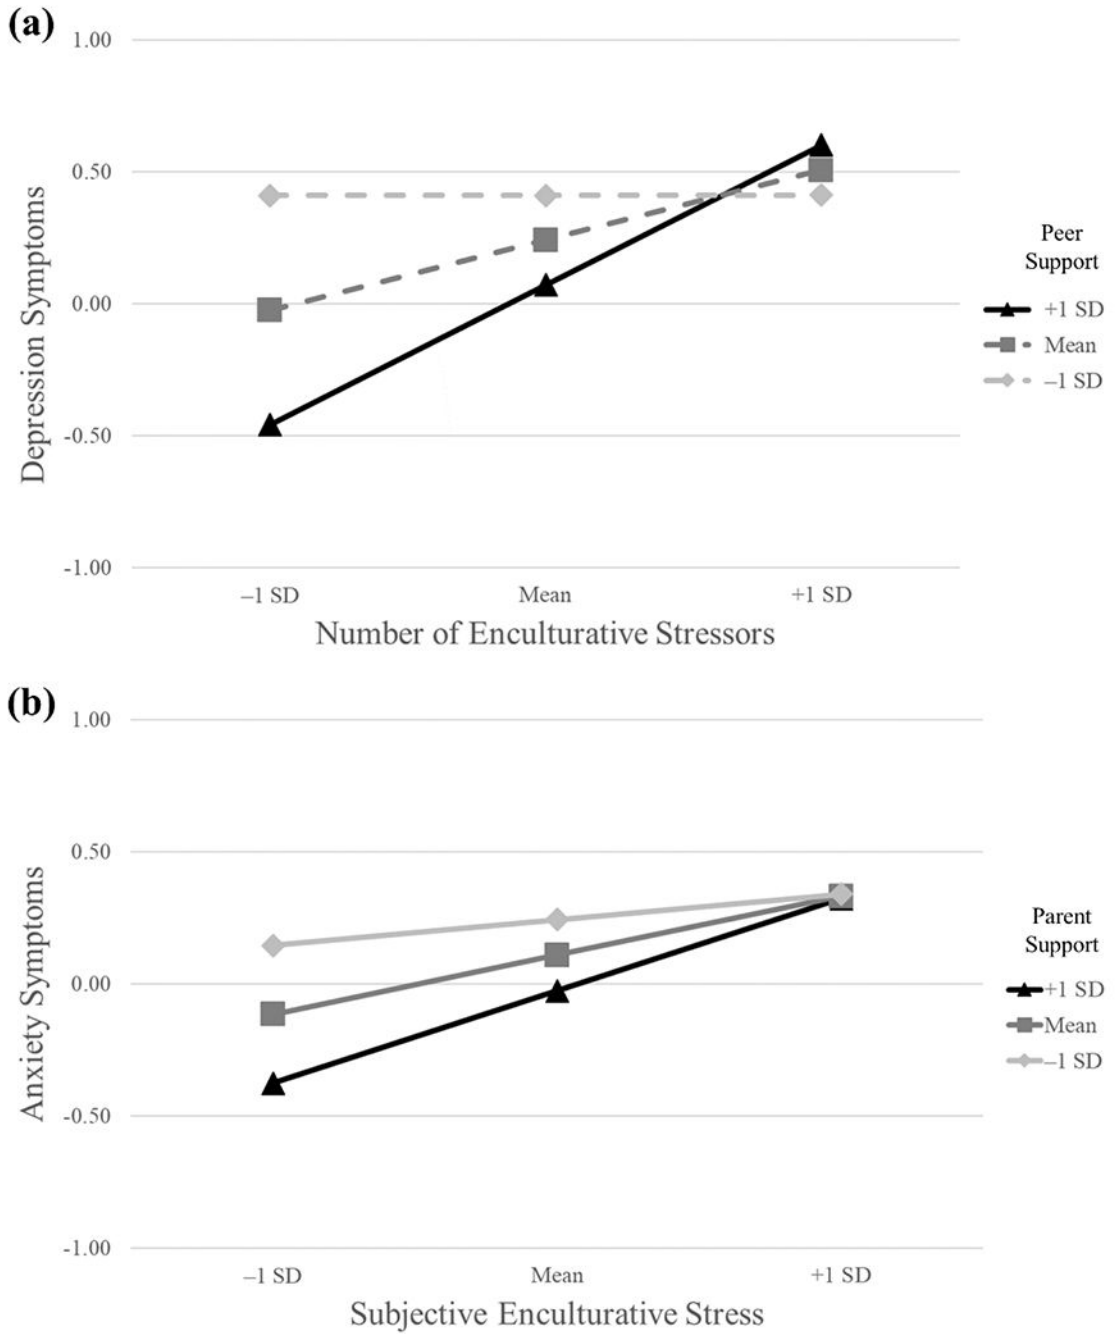 (a)
1.00
0.50
0.00
-0.50
-1.00
Depression Symptoms
–1 SD Mean +1 SD
Number of Enculturative Stressors
Peer
Support
+1 SD
Mean
–1 SD
(b)
1.00
0.50
0.00
-0.50
-1.00
Anxiety Symptoms
–1 SD Mean +1 SD
Subjective Enculturative Stress
Parent
Support
+1 SD
Mean
–1 SD